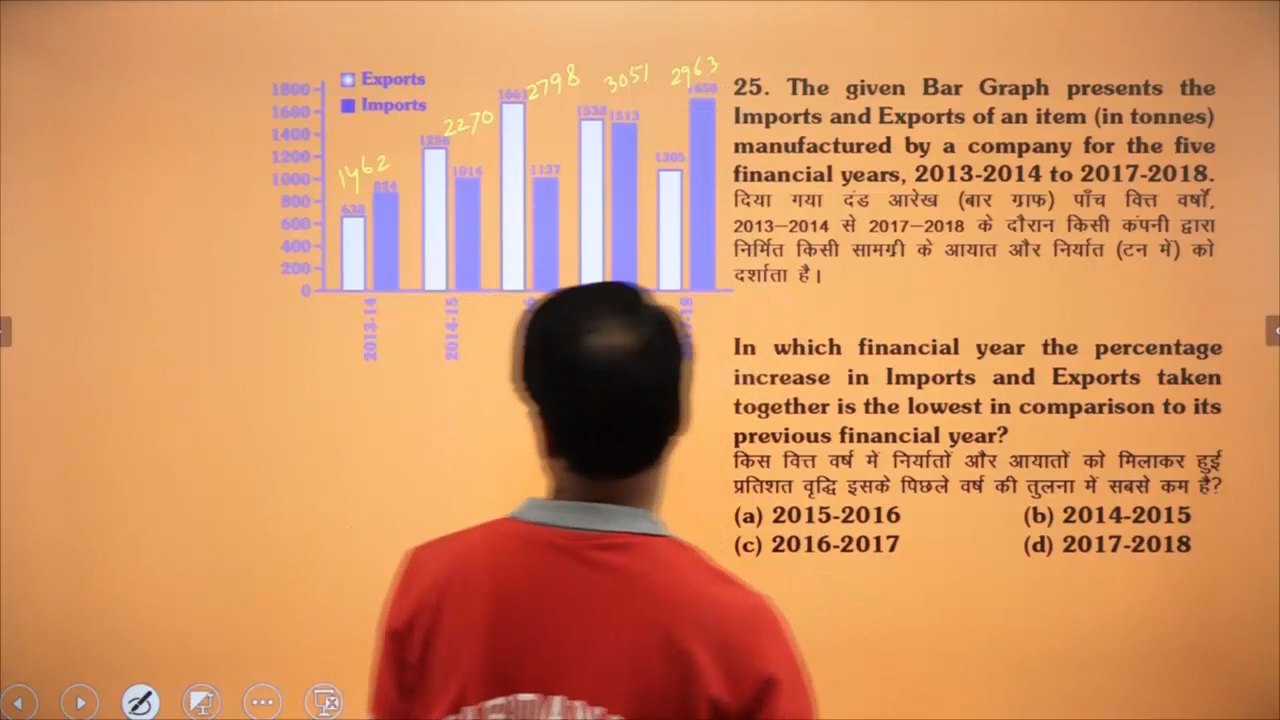 Exports
Imports
1800
1600
1400
1200
1000
800
600
400
200
0
1462
2270
2798
3051
2963
638
1256
1014
1661
1137
1538
1513
1305
2013-14
2014-15
25. The given Bar Graph presents the
Imports and Exports of an item (in tonnes)
manufactured by a company for the five
financial years, 2013-2014 to 2017-2018.
दिया गया दंड आरेख (बार ग्राफ) पाँच वित्त वर्षों,
2013–2014 से 2017–2018 के दौरान किसी कंपनी द्वारा
निर्मित किसी सामग्री के आयात और निर्यात (टन में) को
दर्शाता है।
In which financial year the percentage
increase in Imports and Exports taken
together is the lowest in comparison to its
previous financial year?
किस वित्त वर्ष में निर्यातों और आयातों को मिलाकर हुई
प्रतिशत वृद्धि इसके पिछले वर्ष की तुलना में सबसे कम है?
(a) 2015-2016 (b) 2014-2015
(c) 2016-2017 (d) 2017-2018